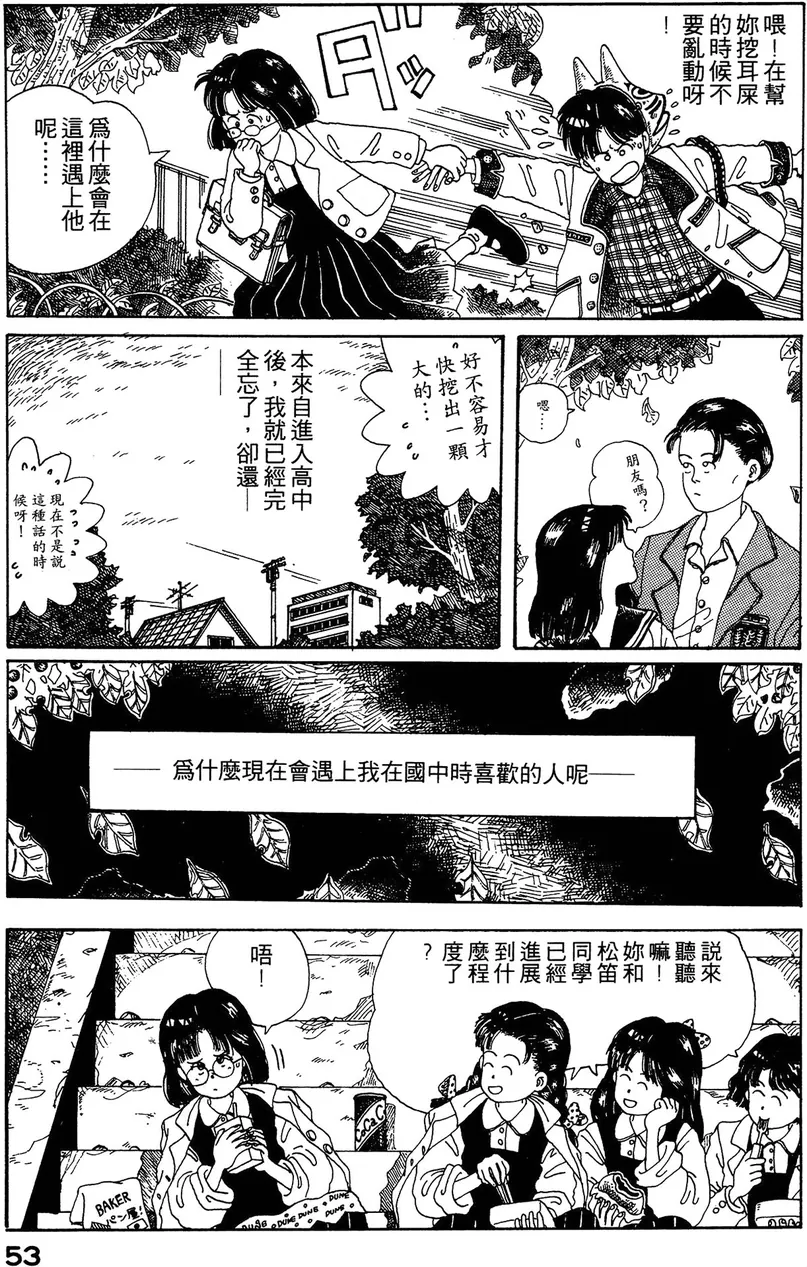 喂！在幫
妳挖耳屎
的時候不
要亂動呀
！
爲什麼會在
這裡遇上他
呢……
嗯…
朋友嗎？
好不容易才
快挖出一顆
大的…
本來自進入高中
後，我就已經完
全忘了，卻還—
現在不是說
這種話的時
候呀！
——爲什麼現在會遇上我在國中時喜歡的人呢——
說來
聽聽
嘛！
妳和
松笛
同學
已經
進展
到什
麼程
度了
？
唔！
CoCa C
BAKER
パン屋！
DUNE DUNE DUNE DUNE
53